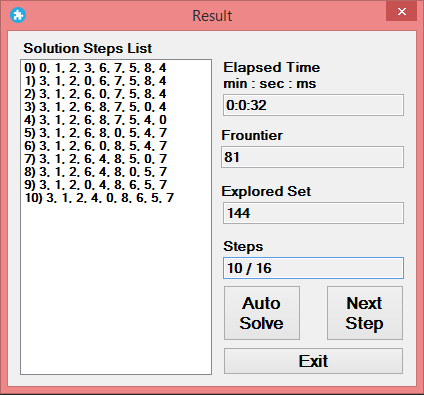 Result
Solution Steps List
0) 0, 1, 2, 3, 6, 7, 5, 8, 4
1) 3, 1, 2, 0, 6, 7, 5, 8, 4
2) 3, 1, 2, 6, 0, 7, 5, 8, 4
3) 3, 1, 2, 6, 8, 7, 5, 0, 4
4) 3, 1, 2, 6, 8, 7, 5, 4, 0
5) 3, 1, 2, 6, 8, 0, 5, 4, 7
6) 3, 1, 2, 6, 0, 8, 5, 4, 7
7) 3, 1, 2, 6, 4, 8, 5, 0, 7
8) 3, 1, 2, 6, 4, 8, 0, 5, 7
9) 3, 1, 2, 0, 4, 8, 6, 5, 7
10) 3, 1, 2, 4, 0, 8, 6, 5, 7
Elapsed Time
min : sec : ms
0:0:32
Frountier
81
Explored Set
144
Steps
10 / 16
Auto
Solve
Next
Step
Exit